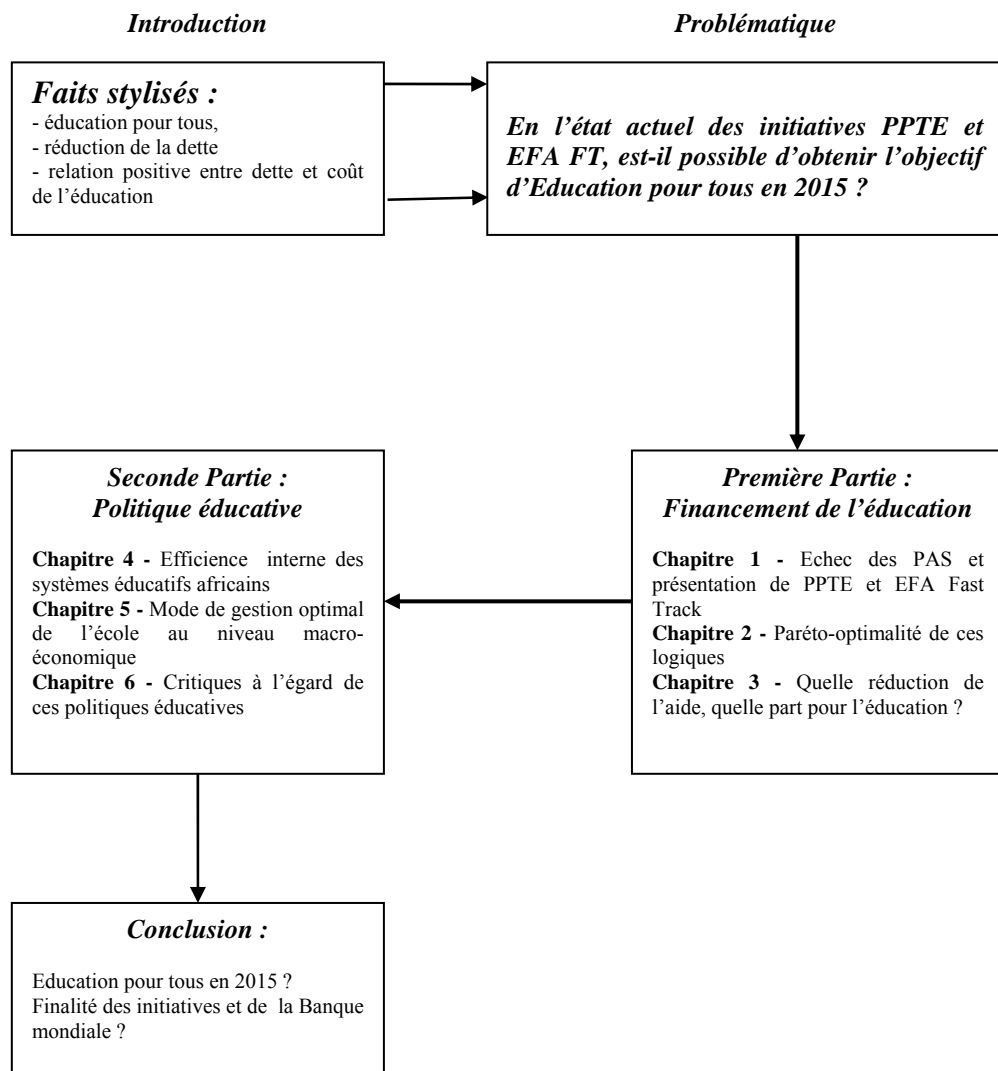 Introduction
Problématique
Faits stylisés :
- éducation pour tous,
- réduction de la dette
- relation positive entre dette et coût
de l’éducation
En l’état actuel des initiatives PPTE et
EFA FT, est-il possible d’obtenir l’objectif
d’Education pour tous en 2015 ?
Première Partie :
Financement de l’éducation
Chapitre 1 - Echec des PAS et
présentation de PPTE et EFA Fast
Track
Chapitre 2 - Paréto-optimalité de ces
logiques
Chapitre 3 - Quelle réduction de
l’aide, quelle part pour l’éducation ?
Seconde Partie :
Politique éducative
Chapitre 4 - Efficience interne des
systèmes éducatifs africains
Chapitre 5 - Mode de gestion optimal
de l’école au niveau macro-
économique
Chapitre 6 - Critiques à l’égard de
ces politiques éducatives
Conclusion :
Education pour tous en 2015 ?
Finalité des initiatives et de la Banque
mondiale ?